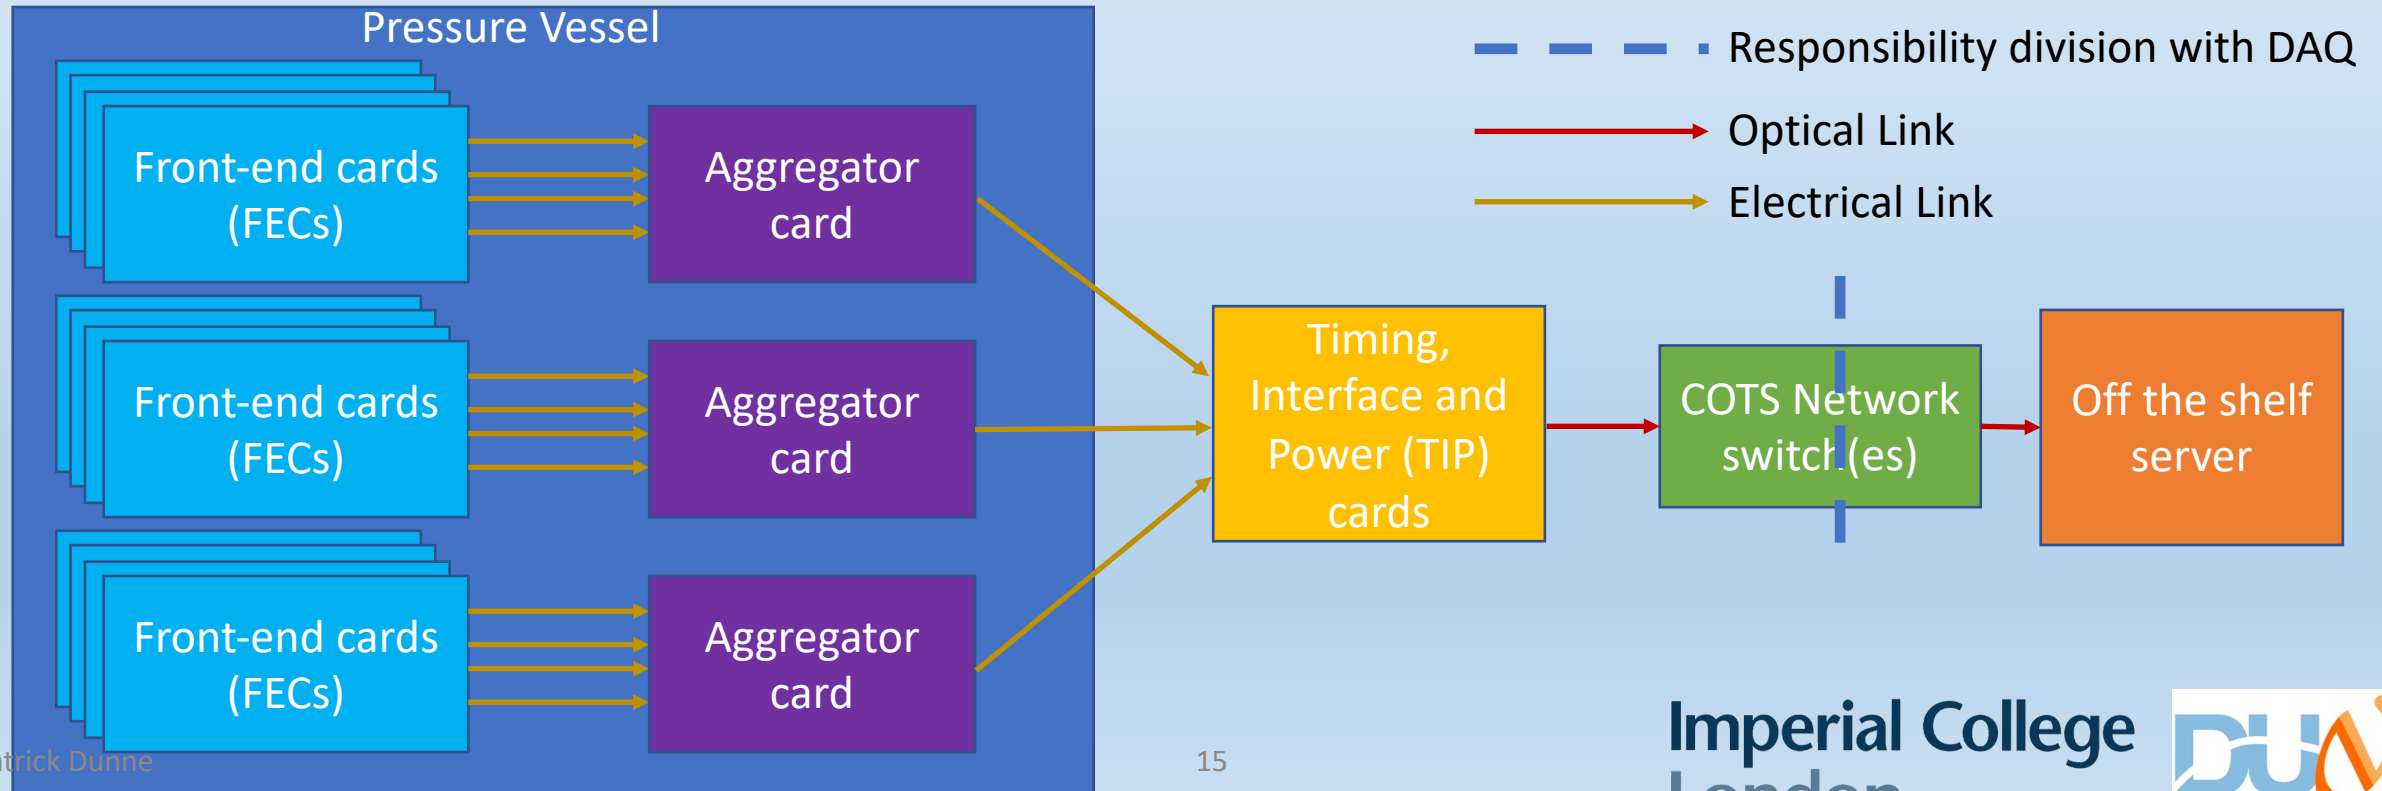 Pressure Vessel
Responsibility division with DAQ
Optical Link
Electrical Link
Front-end cards
(FECs)
Aggregator
card
Front-end cards
(FECs)
Aggregator
card
Timing,
Interface and
Power (TIP)
cards
COTS Network
switch(es)
Off the shelf
server
Front-end cards
(FECs)
Aggregator
card
Dunne
15
Imperial College
London